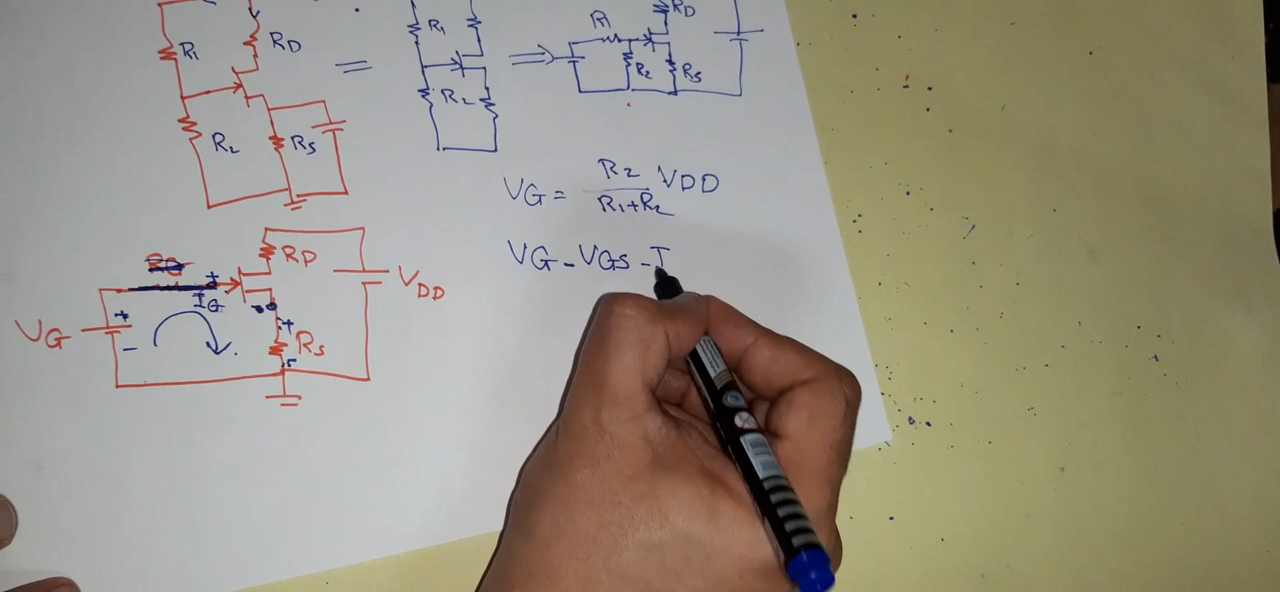 R1
RD
R2
RS
R1
R2
R1
RD
R2
RS
VG = R2 / R1+R2 VDD
VG - VGS - I
RD
IG
+
-
VG
VDD
+
RS